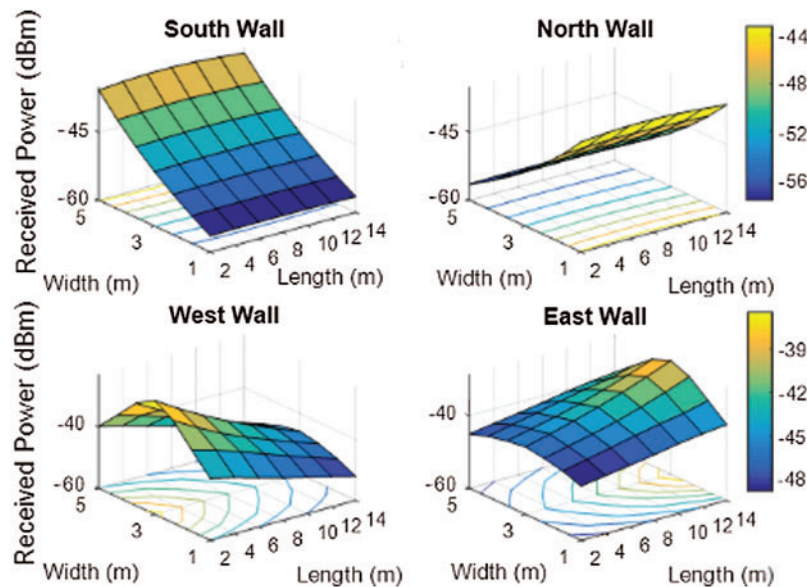 South Wall
North Wall
Received Power (dBm)
-45
-60
5
3
1
Width (m)
2 4 6 8 10 12 14
Length (m)
-45
-60
5
3
1
Width (m)
2 4 6 8 10 12 14
Length (m)
-44
-48
-52
-56
West Wall
East Wall
Received Power (dBm)
-40
-60
5
3
1
Width (m)
2 4 6 8 10 12 14
Length (m)
-40
-60
5
3
1
Width (m)
2 4 6 8 10 12 14
Length (m)
-39
-42
-45
-48